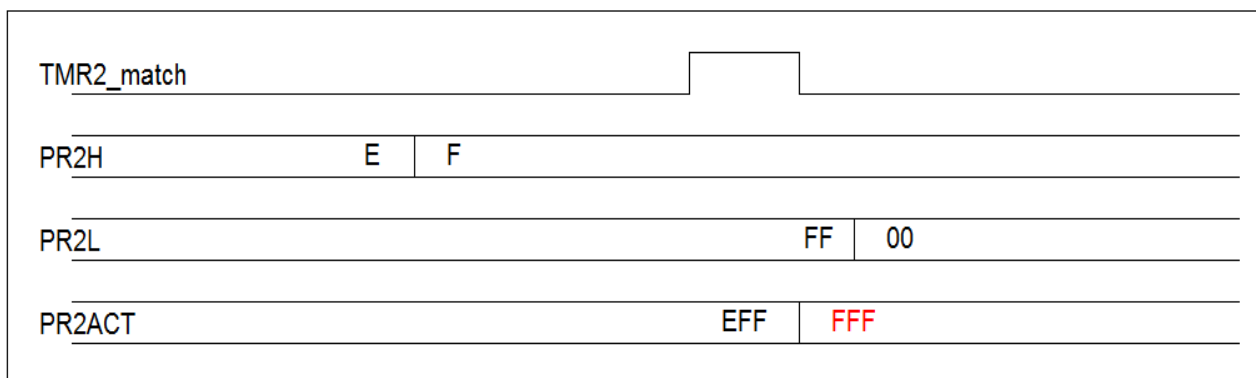 TMR2_match
PR2H E F
PR2L FF 00
PR2ACT EFF FFF